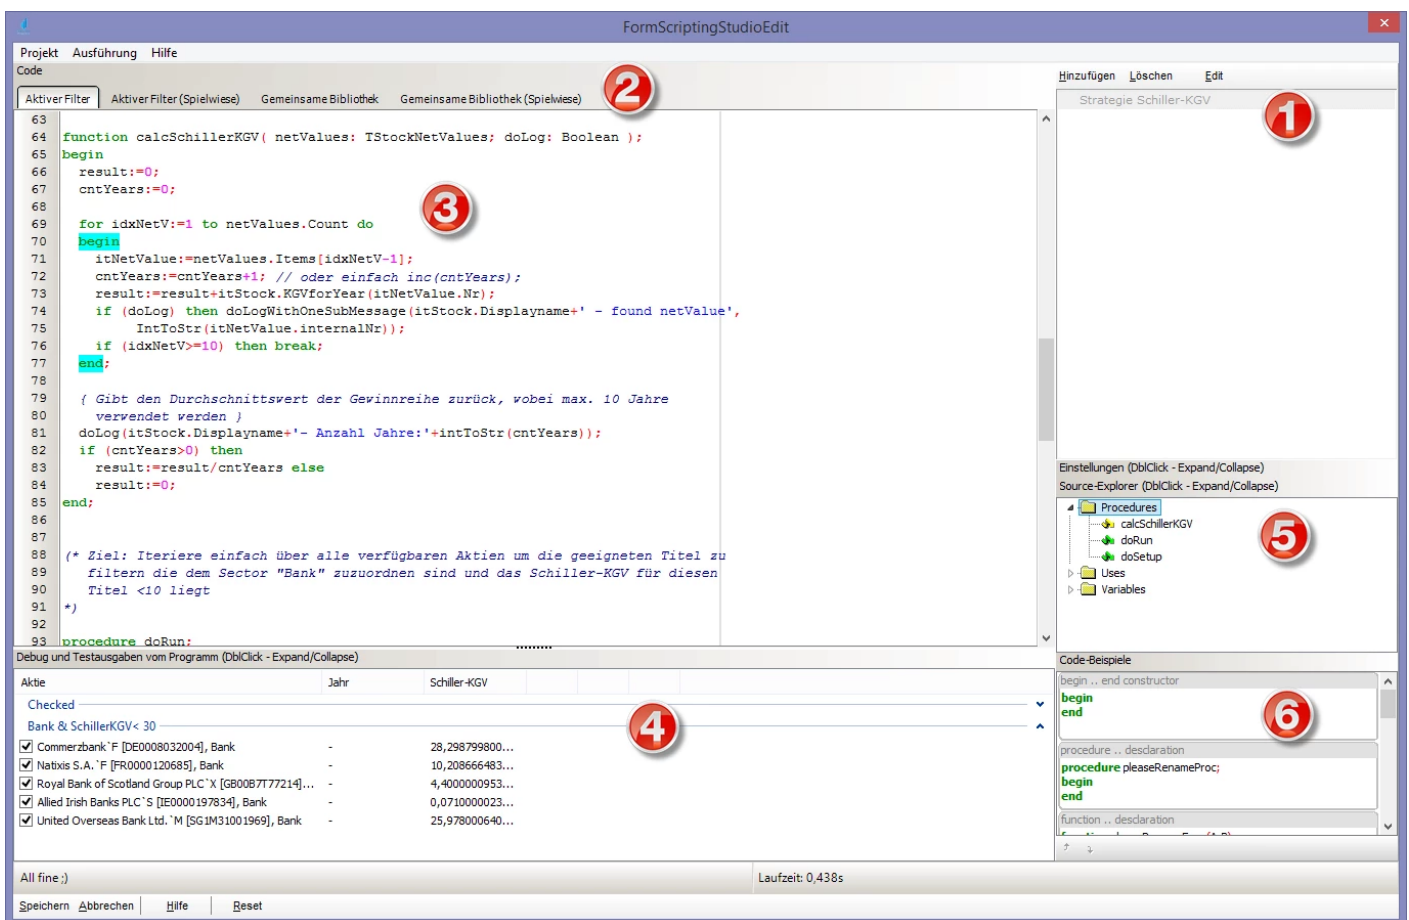 FormScriptingStudioEdit
Projekt Ausführung Hilfe
Code
Aktiver Filter Aktiver Filter (Spielwiese) Gemeinsame Bibliothek Gemeinsame Bibliothek (Spielwiese)
2
63
64 function calcSchillerKGV( netValues: TStockNetValues; doLog: Boolean );
65 begin
66 result:=0;
67 cntYears:=0;
68
3
69 for idxNetV:=1 to netValues.Count do
70 begin
71 itNetValue:=netValues.Items[idxNetV-1];
72 cntYears:=cntYears+1; // oder einfach inc(cntYears);
73 result:=result+itStock.KGVforYear(itNetValue.Nr);
74 if (doLog) then doLogWithOneSubMessage(itStock.Displayname+' - found netValue',
75 IntToStr(itNetValue.internalNr));
76 if (idxNetV>=10) then break;
77 end;
78
79 { Gibt den Durchschnittswert der Gewinnreihe zurück, wobei max. 10 Jahre
80 verwendet werden }
81 doLog(itStock.Displayname+'- Anzahl Jahre:'+intToStr(cntYears));
82 if (cntYears>0) then
83 result:=result/cntYears else
84 result:=0;
85 end;
86
87
88 (* Ziel: Iteriere einfach über alle verfügbaren Aktien um die geeigneten Titel zu
89 filtern die dem Sector "Bank" zuzuordnen sind und das Schiller-KGV für diesen
90 Titel <10 liegt
91 *)
92
93 procedure doRun;
Hinzufügen Löschen Edit
Strategie Schiller-KGV
1
Einstellungen (DblClick - Expand/Collapse)
Source-Explorer (DblClick - Expand/Collapse)
Procedures
calcSchillerKGV
doRun
doSetup
Uses
Variables
5
Debug und Testausgaben vom Programm (DblClick - Expand/Collapse)
Aktie Jahr Schiller-KGV
Checked
Bank & SchillerKGV< 30
4
Commerzbank`F [DE0008032004], Bank - 28,298799800...
Natixis S.A.`F [FR0000120685], Bank - 10,208666483...
Royal Bank of Scotland Group PLC`X [GB00B7T77214]... - 4,4000000953...
Allied Irish Banks PLC`S [IE0000197834], Bank - 0,0710000023...
United Overseas Bank Ltd.`M [SG1M31001969], Bank - 25,978000640...
Code-Beispiele
begin .. end constructor
begin
end
6
procedure .. desclaration
procedure pleaseRenameProc;
begin
end
function .. desclaration
All fine ;) Laufzeit: 0,438s
Speichern Abbrechen Hilfe Reset